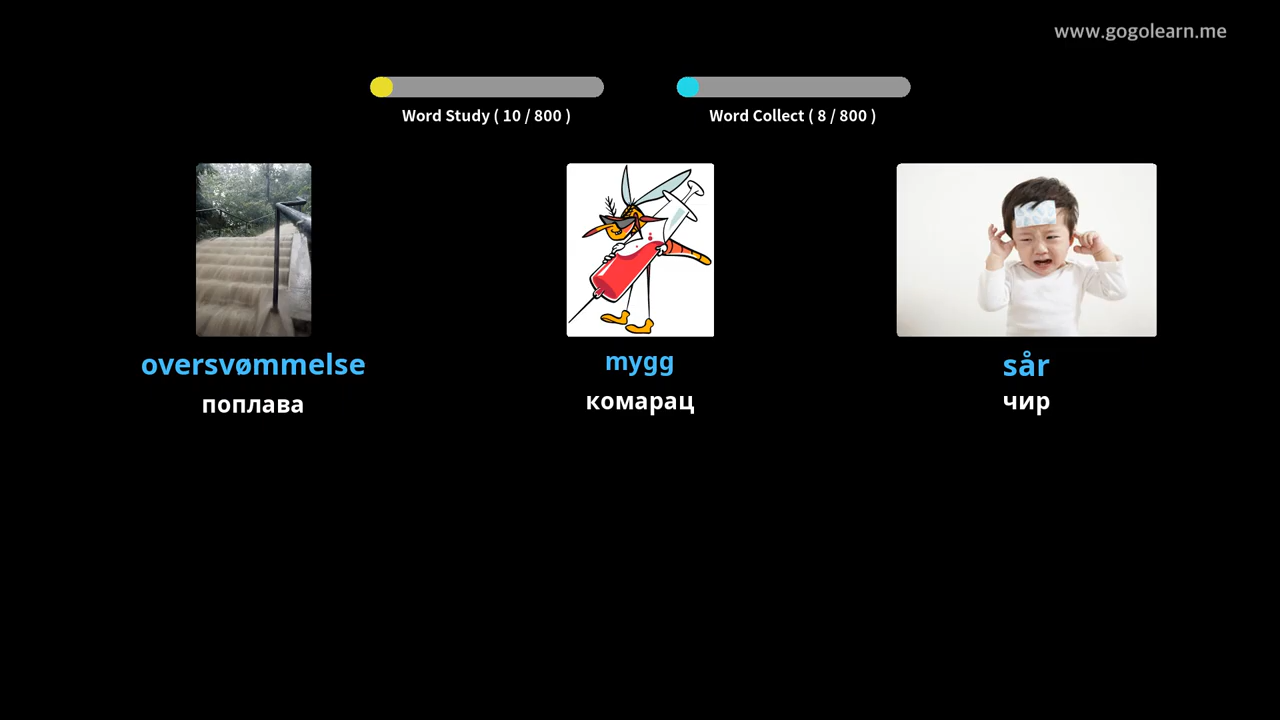 www.gogolearn.me
Word Study ( 10 / 800 )
Word Collect ( 8 / 800 )
oversvømmelse
поплава
mygg
комарац
sår
чир